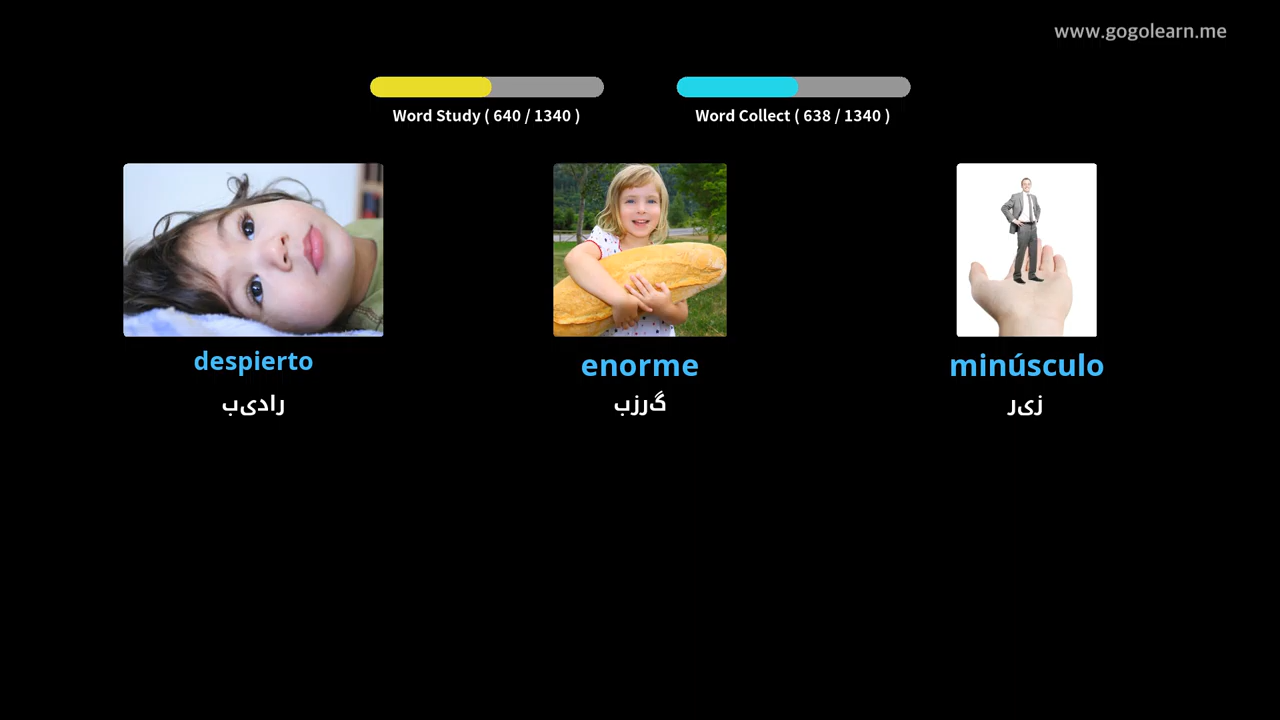 www.gogolearn.me
Word Study ( 640 / 1340 )
Word Collect ( 638 / 1340 )
despierto
رادیب
enorme
گرزب
minúsculo
زیر